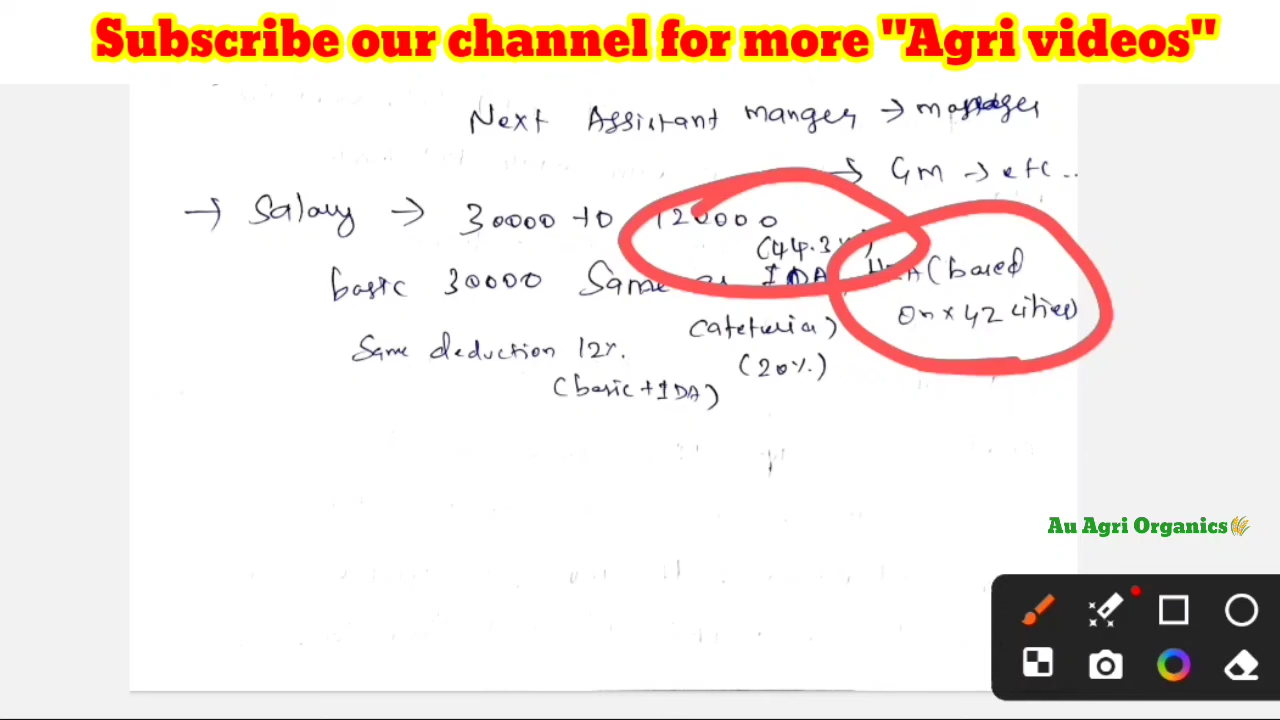 Subscribe our channel for more "Agri videos"
Next Assistant manger → manager
→ GM → etc ..
→ Salary → 30000 to 120000
(44.3%)
basic 30000 Same as IDA, HRA (based
on x 42 cities)
Cafeteria)
Same deduction 12%.
(20%)
(basic + IDA)
Au Agri Organics